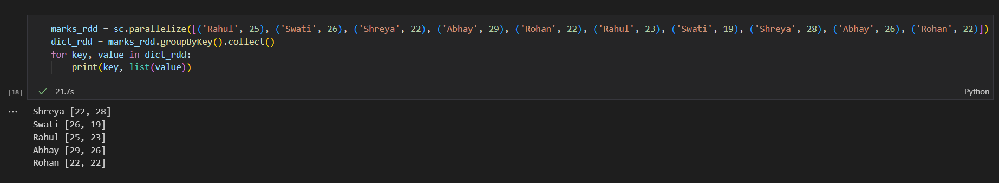 marks_rdd = sc.parallelize([('Rahul', 25), ('Swati', 26), ('Shreya', 22), ('Abhay', 29), ('Rohan', 22), ('Rahul', 23), ('Swati', 19), ('Shreya', 28), ('Abhay', 26), ('Rohan', 22)])
dict_rdd = marks_rdd.groupByKey().collect()
for key, value in dict_rdd:
    print(key, list(value))
[18] ✓ 21.7s Python
... Shreya [22, 28]
Swati [26, 19]
Rahul [25, 23]
Abhay [29, 26]
Rohan [22, 22]